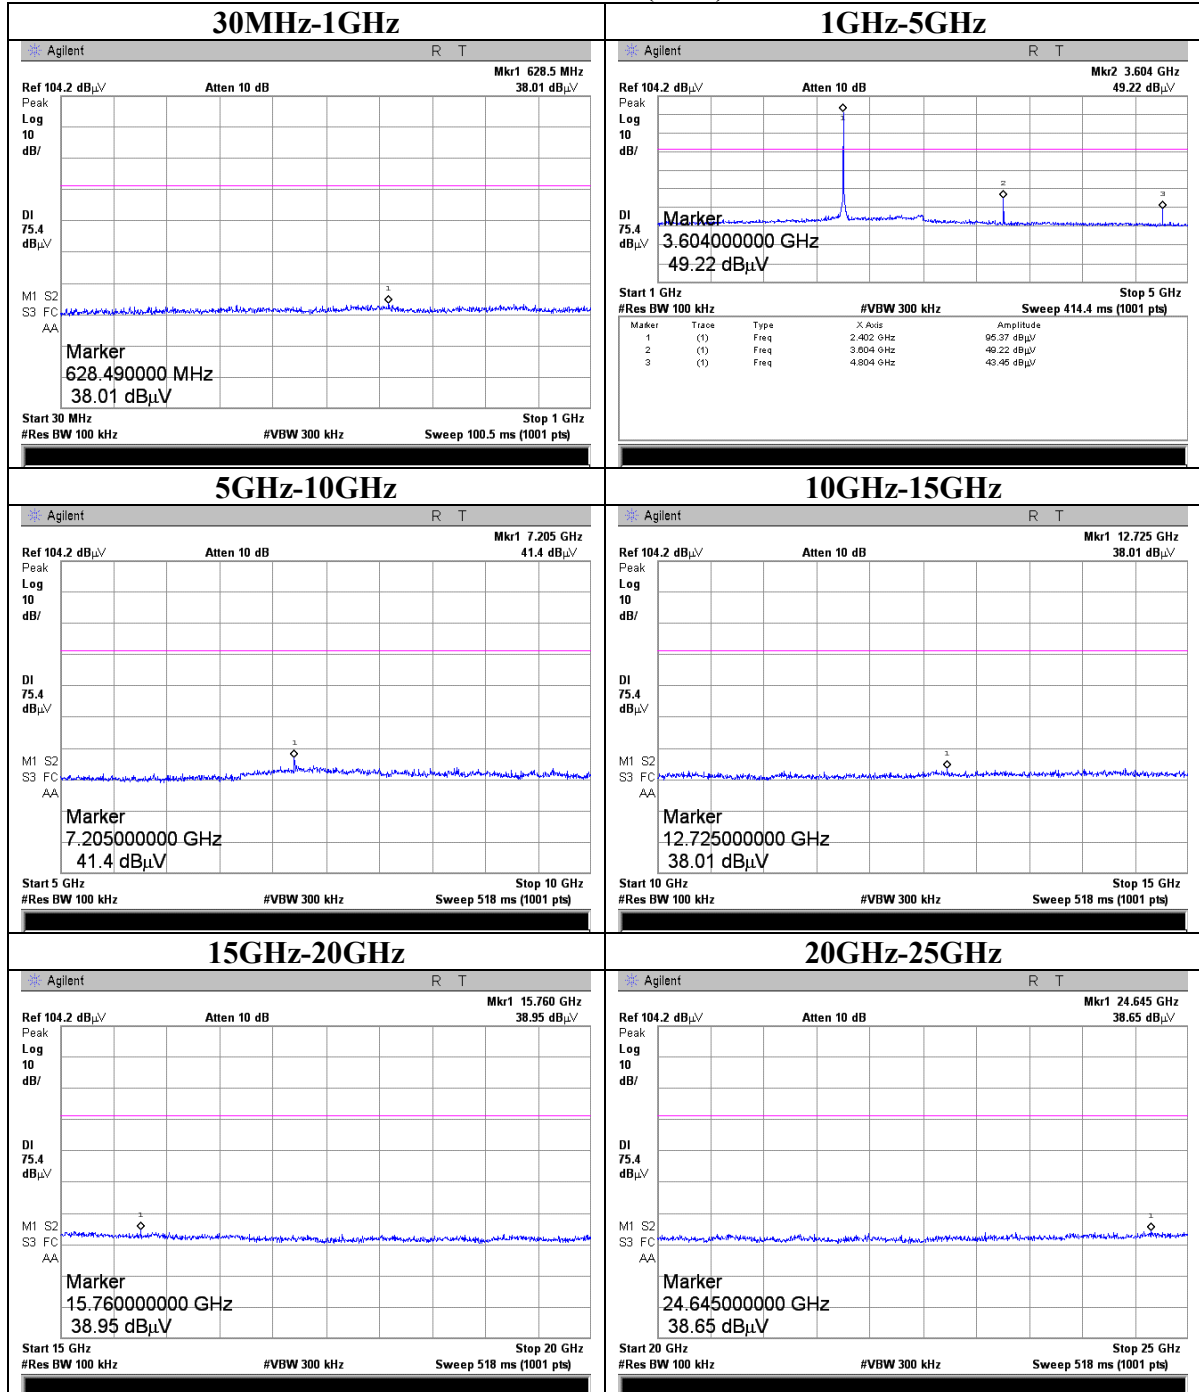 30MHz-1GHz
Agilent R T
Mkr1 628.5 MHz
Ref 104.2 dBµV Atten 10 dB 38.01 dBµV
Peak
Log
10
dB/
DI
75.4
dBµV
1
M1 S2
S3 FC
AA
Marker
628.490000 MHz
38.01 dBµV
Start 30 MHz Stop 1 GHz
#Res BW 100 kHz #VBW 300 kHz Sweep 100.5 ms (1001 pts)
1GHz-5GHz
Agilent R T
Mkr2 3.604 GHz
Ref 104.2 dBµV Atten 10 dB 49.22 dBµV
Peak
Log
10
dB/
1
2
3
DI
75.4
dBµV
Marker
3.604000000 GHz
49.22 dBµV
Start 1 GHz Stop 5 GHz
#Res BW 100 kHz #VBW 300 kHz Sweep 414.4 ms (1001 pts)
Marker Trace Type X Axis Amplitude
1 (1) Freq 2.402 GHz 95.37 dBµV
2 (1) Freq 3.604 GHz 49.22 dBµV
3 (1) Freq 4.804 GHz 43.45 dBµV
5GHz-10GHz
Agilent R T
Mkr1 7.205 GHz
Ref 104.2 dBµV Atten 10 dB 41.4 dBµV
Peak
Log
10
dB/
DI
75.4
dBµV
1
M1 S2
S3 FC
AA
Marker
7.205000000 GHz
41.4 dBµV
Start 5 GHz Stop 10 GHz
#Res BW 100 kHz #VBW 300 kHz Sweep 518 ms (1001 pts)
10GHz-15GHz
Agilent R T
Mkr1 12.725 GHz
Ref 104.2 dBµV Atten 10 dB 38.01 dBµV
Peak
Log
10
dB/
DI
75.4
dBµV
1
M1 S2
S3 FC
AA
Marker
12.725000000 GHz
38.01 dBµV
Start 10 GHz Stop 15 GHz
#Res BW 100 kHz #VBW 300 kHz Sweep 518 ms (1001 pts)
15GHz-20GHz
Agilent R T
Mkr1 15.760 GHz
Ref 104.2 dBµV Atten 10 dB 38.95 dBµV
Peak
Log
10
dB/
DI
75.4
dBµV
1
M1 S2
S3 FC
AA
Marker
15.760000000 GHz
38.95 dBµV
Start 15 GHz Stop 20 GHz
#Res BW 100 kHz #VBW 300 kHz Sweep 518 ms (1001 pts)
20GHz-25GHz
Agilent R T
Mkr1 24.645 GHz
Ref 104.2 dBµV Atten 10 dB 38.65 dBµV
Peak
Log
10
dB/
DI
75.4
dBµV
1
M1 S2
S3 FC
AA
Marker
24.645000000 GHz
38.65 dBµV
Start 20 GHz Stop 25 GHz
#Res BW 100 kHz #VBW 300 kHz Sweep 518 ms (1001 pts)